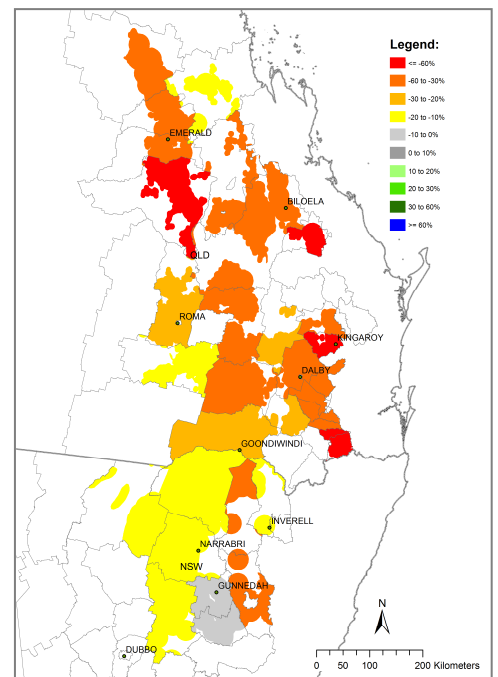 Legend:
<= -60%
-60 to -30%
-30 to -20%
-20 to -10%
-10 to 0%
0 to 10%
10 to 20%
20 to 30%
30 to 60%
>= 60%
EMERALD
BILOELA
QLD
ROMA
KINGAROY
DALBY
GOONDIWINDI
INVERELL
NARRABRI
NSW
GUNNEDAH
N
DUBBO
0 50 100 200 Kilometers